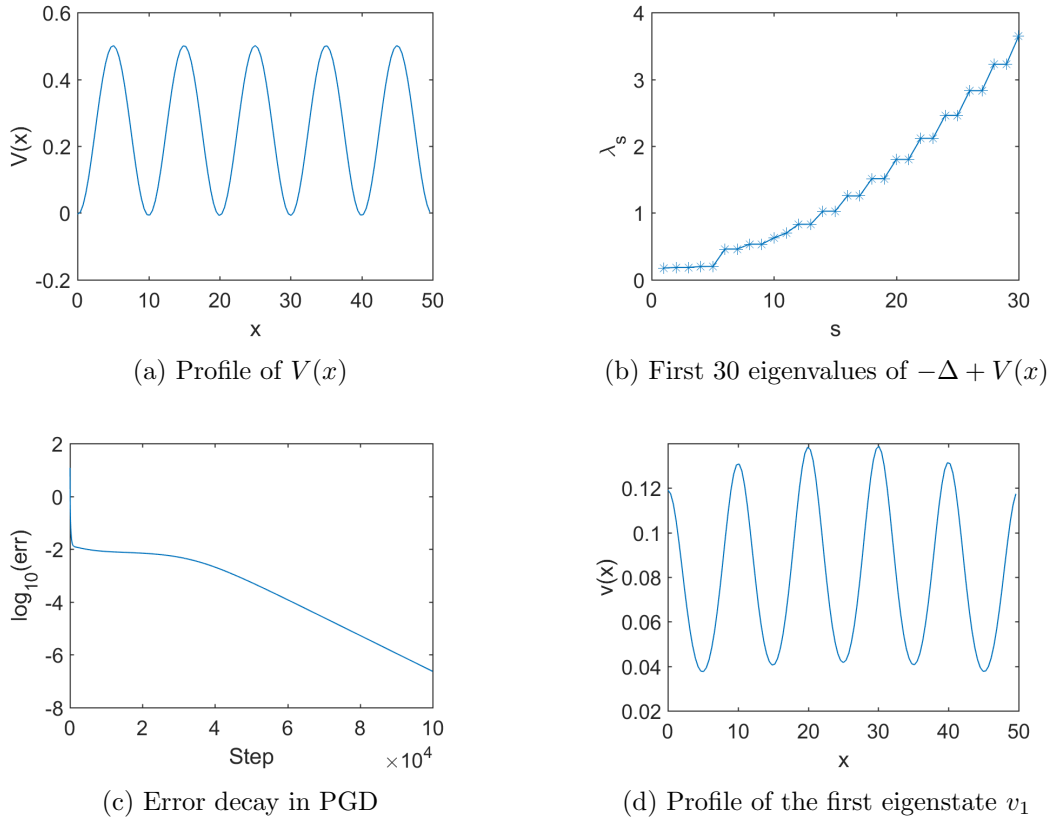 0.6
0.4
0.2
0
-0.2
V(x)
0 10 20 30 40 50
x
(a) Profile of V(x)
4
3
2
1
0
λs
0 10 20 30
s
(b) First 30 eigenvalues of −Δ + V(x)
2
0
-2
-4
-6
-8
log10(err)
0 2 4 6 8 10
Step
×10^4
(c) Error decay in PGD
0.12
0.1
0.08
0.06
0.04
0.02
v(x)
0 10 20 30 40 50
x
(d) Profile of the first eigenstate v1